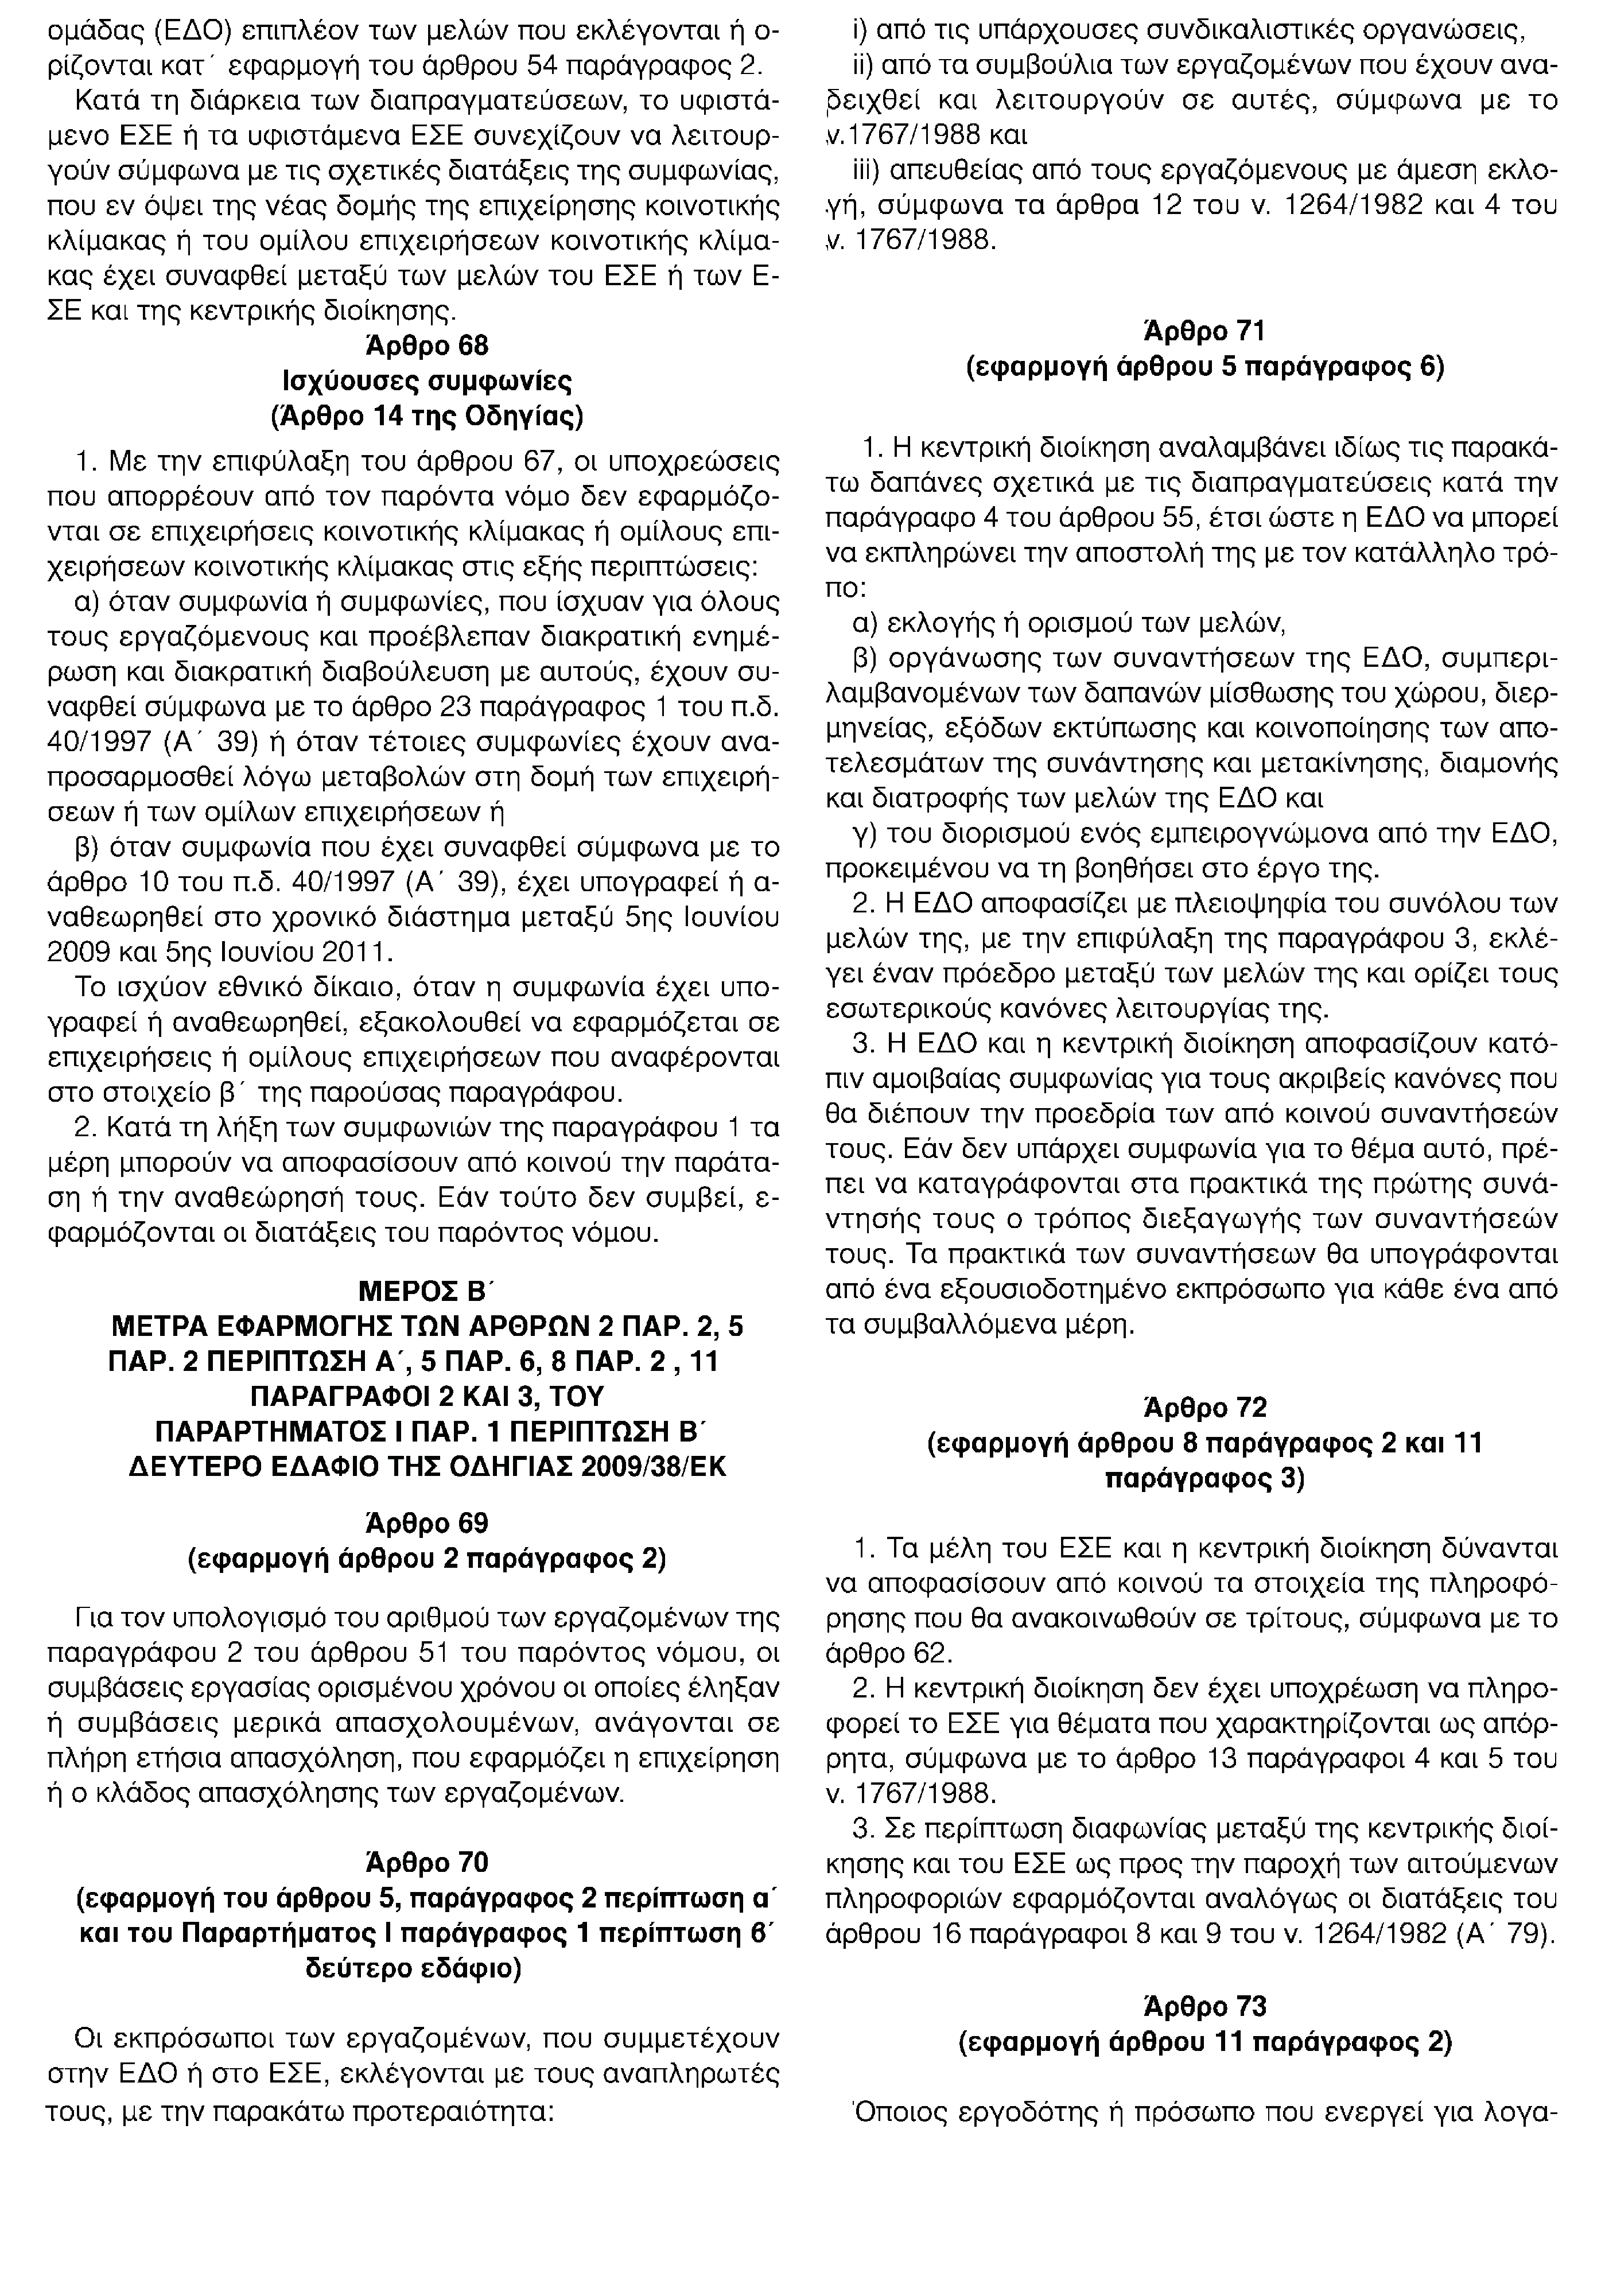 ομάδας (ΕΔΟ) επιπλέον των μελών που εκλέγονται ή ο-
ρίζονται κατ΄ εφαρμογή του άρθρου 54 παράγραφος 2.
Κατά τη διάρκεια των διαπραγματεύσεων, το υφιστά-
μενο ΕΣΕ ή τα υφιστάμενα ΕΣΕ συνεχίζουν να λειτουρ-
γούν σύμφωνα με τις σχετικές διατάξεις της συμφωνίας,
που εν όψει της νέας δομής της επιχείρησης κοινοτικής
κλίμακας ή του ομίλου επιχειρήσεων κοινοτικής κλίμα-
κας έχει συναφθεί μεταξύ των μελών του ΕΣΕ ή των Ε-
ΣΕ και της κεντρικής διοίκησης.
Άρθρο 68
Ισχύουσες συμφωνίες
(Άρθρο 14 της Οδηγίας)
1. Με την επιφύλαξη του άρθρου 67, οι υποχρεώσεις
που απορρέουν από τον παρόντα νόμο δεν εφαρμόζο-
νται σε επιχειρήσεις κοινοτικής κλίμακας ή ομίλους επι-
χειρήσεων κοινοτικής κλίμακας στις εξής περιπτώσεις:
α) όταν συμφωνία ή συμφωνίες, που ίσχυαν για όλους
τους εργαζόμενους και προέβλεπαν διακρατική ενημέ-
ρωση και διακρατική διαβούλευση με αυτούς, έχουν συ-
ναφθεί σύμφωνα με το άρθρο 23 παράγραφος 1 του π.δ.
40/1997 (Α΄ 39) ή όταν τέτοιες συμφωνίες έχουν ανα-
προσαρμοσθεί λόγω μεταβολών στη δομή των επιχειρή-
σεων ή των ομίλων επιχειρήσεων ή
β) όταν συμφωνία που έχει συναφθεί σύμφωνα με το
άρθρο 10 του π.δ. 40/1997 (Α΄ 39), έχει υπογραφεί ή α-
ναθεωρηθεί στο χρονικό διάστημα μεταξύ 5ης Ιουνίου
2009 και 5ης Ιουνίου 2011.
Το ισχύον εθνικό δίκαιο, όταν η συμφωνία έχει υπο-
γραφεί ή αναθεωρηθεί, εξακολουθεί να εφαρμόζεται σε
επιχειρήσεις ή ομίλους επιχειρήσεων που αναφέρονται
στο στοιχείο β΄ της παρούσας παραγράφου.
2. Κατά τη λήξη των συμφωνιών της παραγράφου 1 τα
μέρη μπορούν να αποφασίσουν από κοινού την παράτα-
ση ή την αναθεώρησή τους. Εάν τούτο δεν συμβεί, ε-
φαρμόζονται οι διατάξεις του παρόντος νόμου.
ΜΕΡΟΣ Β΄
ΜΕΤΡΑ ΕΦΑΡΜΟΓΗΣ ΤΩΝ ΑΡΘΡΩΝ 2 ΠΑΡ. 2, 5
ΠΑΡ. 2 ΠΕΡΙΠΤΩΣΗ Α΄, 5 ΠΑΡ. 6, 8 ΠΑΡ. 2 , 11
ΠΑΡΑΓΡΑΦΟΙ 2 ΚΑΙ 3, ΤΟΥ
ΠΑΡΑΡΤΗΜΑΤΟΣ Ι ΠΑΡ. 1 ΠΕΡΙΠΤΩΣΗ Β΄
ΔΕΥΤΕΡΟ ΕΔΑΦΙΟ ΤΗΣ ΟΔΗΓΙΑΣ 2009/38/ΕΚ
Άρθρο 69
(εφαρμογή άρθρου 2 παράγραφος 2)
Για τον υπολογισμό του αριθμού των εργαζομένων της
παραγράφου 2 του άρθρου 51 του παρόντος νόμου, οι
συμβάσεις εργασίας ορισμένου χρόνου οι οποίες έληξαν
ή συμβάσεις μερικά απασχολουμένων, ανάγονται σε
πλήρη ετήσια απασχόληση, που εφαρμόζει η επιχείρηση
ή ο κλάδος απασχόλησης των εργαζομένων.
Άρθρο 70
(εφαρμογή του άρθρου 5, παράγραφος 2 περίπτωση α΄
και του Παραρτήματος Ι παράγραφος 1 περίπτωση β΄
δεύτερο εδάφιο)
Οι εκπρόσωποι των εργαζομένων, που συμμετέχουν
στην ΕΔΟ ή στο ΕΣΕ, εκλέγονται με τους αναπληρωτές
τους, με την παρακάτω προτεραιότητα:
i) από τις υπάρχουσες συνδικαλιστικές οργανώσεις,
ii) από τα συμβούλια των εργαζομένων που έχουν ανα-
δειχθεί και λειτουργούν σε αυτές, σύμφωνα με το
ν.1767/1988 και
iii) απευθείας από τους εργαζόμενους με άμεση εκλο-
γή, σύμφωνα τα άρθρα 12 του ν. 1264/1982 και 4 του
ν. 1767/1988.
Άρθρο 71
(εφαρμογή άρθρου 5 παράγραφος 6)
1. Η κεντρική διοίκηση αναλαμβάνει ιδίως τις παρακά-
τω δαπάνες σχετικά με τις διαπραγματεύσεις κατά την
παράγραφο 4 του άρθρου 55, έτσι ώστε η ΕΔΟ να μπορεί
να εκπληρώνει την αποστολή της με τον κατάλληλο τρό-
πο:
α) εκλογής ή ορισμού των μελών,
β) οργάνωσης των συναντήσεων της ΕΔΟ, συμπερι-
λαμβανομένων των δαπανών μίσθωσης του χώρου, διερ-
μηνείας, εξόδων εκτύπωσης και κοινοποίησης των απο-
τελεσμάτων της συνάντησης και μετακίνησης, διαμονής
και διατροφής των μελών της ΕΔΟ και
γ) του διορισμού ενός εμπειρογνώμονα από την ΕΔΟ,
προκειμένου να τη βοηθήσει στο έργο της.
2. Η ΕΔΟ αποφασίζει με πλειοψηφία του συνόλου των
μελών της, με την επιφύλαξη της παραγράφου 3, εκλέ-
γει έναν πρόεδρο μεταξύ των μελών της και ορίζει τους
εσωτερικούς κανόνες λειτουργίας της.
3. Η ΕΔΟ και η κεντρική διοίκηση αποφασίζουν κατό-
πιν αμοιβαίας συμφωνίας για τους ακριβείς κανόνες που
θα διέπουν την προεδρία των από κοινού συναντήσεών
τους. Εάν δεν υπάρχει συμφωνία για το θέμα αυτό, πρέ-
πει να καταγράφονται στα πρακτικά της πρώτης συνά-
ντησής τους ο τρόπος διεξαγωγής των συναντήσεών
τους. Τα πρακτικά των συναντήσεων θα υπογράφονται
από ένα εξουσιοδοτημένο εκπρόσωπο για κάθε ένα από
τα συμβαλλόμενα μέρη.
Άρθρο 72
(εφαρμογή άρθρου 8 παράγραφος 2 και 11
παράγραφος 3)
1. Τα μέλη του ΕΣΕ και η κεντρική διοίκηση δύνανται
να αποφασίσουν από κοινού τα στοιχεία της πληροφό-
ρησης που θα ανακοινωθούν σε τρίτους, σύμφωνα με το
άρθρο 62.
2. Η κεντρική διοίκηση δεν έχει υποχρέωση να πληρο-
φορεί το ΕΣΕ για θέματα που χαρακτηρίζονται ως απόρ-
ρητα, σύμφωνα με το άρθρο 13 παράγραφοι 4 και 5 του
ν. 1767/1988.
3. Σε περίπτωση διαφωνίας μεταξύ της κεντρικής διοί-
κησης και του ΕΣΕ ως προς την παροχή των αιτούμενων
πληροφοριών εφαρμόζονται αναλόγως οι διατάξεις του
άρθρου 16 παράγραφοι 8 και 9 του ν. 1264/1982 (Α΄ 79).
Άρθρο 73
(εφαρμογή άρθρου 11 παράγραφος 2)
Όποιος εργοδότης ή πρόσωπο που ενεργεί για λογα-